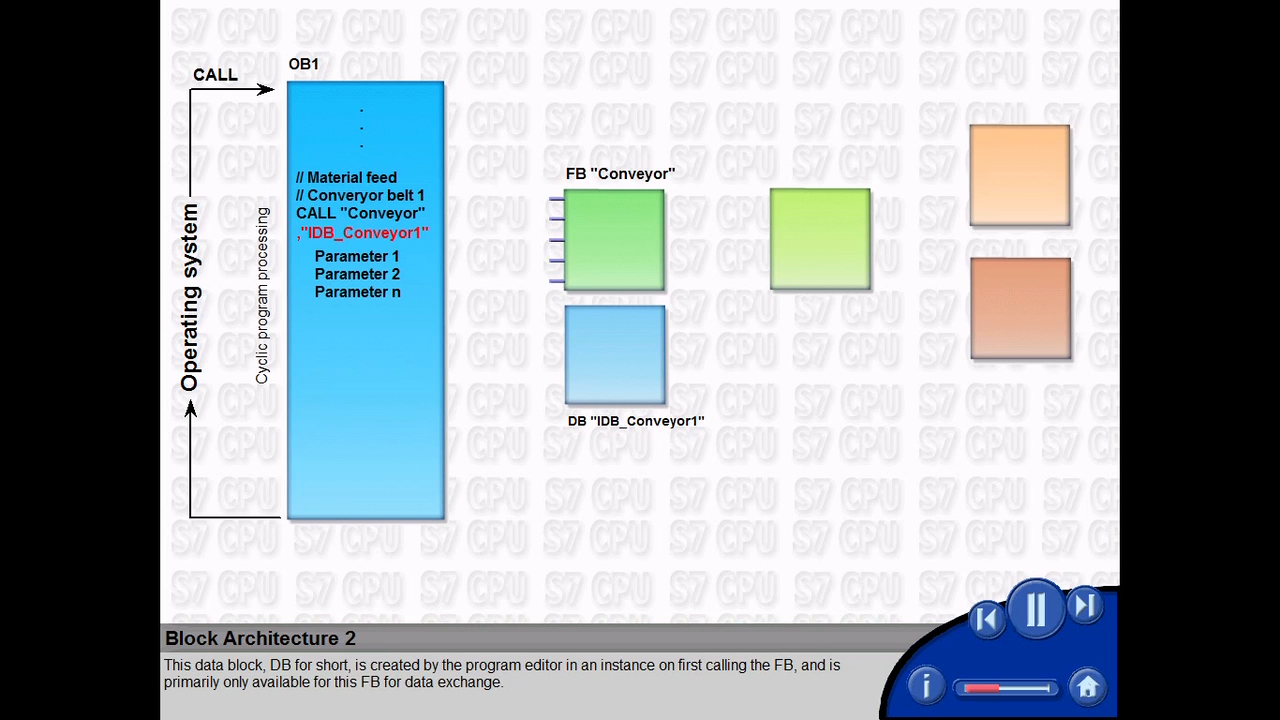 OB1
CALL
Operating system
Cyclic program processing
.
.
.
// Material feed
// Converyor belt 1
CALL "Conveyor"
,"IDB_Conveyor1"
Parameter 1
Parameter 2
Parameter n
FB "Conveyor"
DB "IDB_Conveyor1"
S7 CPU
Block Architecture 2
This data block, DB for short, is created by the program editor in an instance on first calling the FB, and is
primarily only available for this FB for data exchange.
i